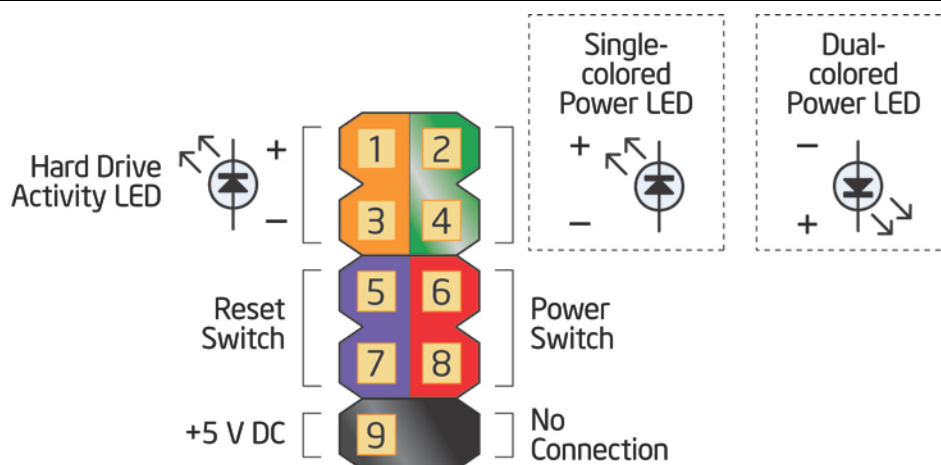 Single-
colored
Power LED
Dual-
colored
Power LED
Hard Drive
Activity LED
+
−
1 2
3 4
+
−
−
+
Reset
Switch
5 6
7 8
Power
Switch
+5 V DC
9
No
Connection